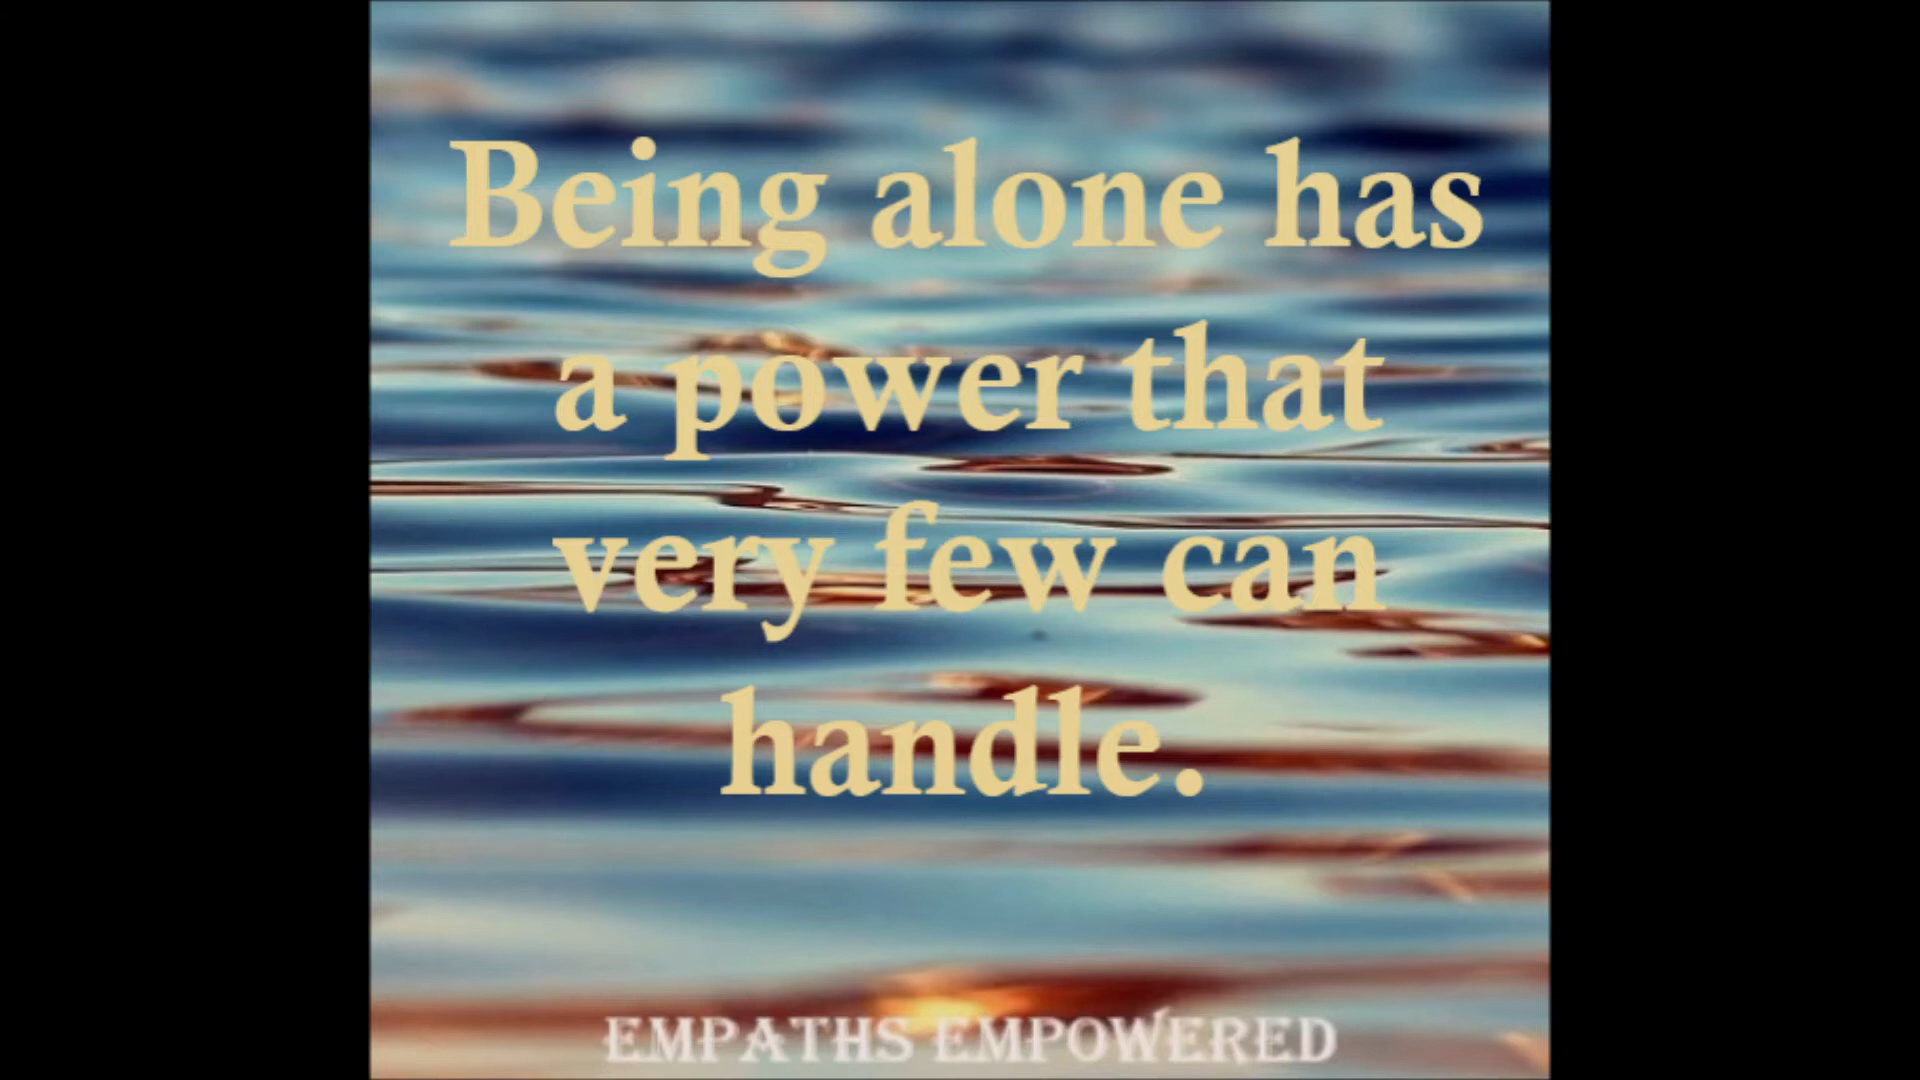 Being alone has
a power that
very few can
handle.
EMPATHS EMPOWERED